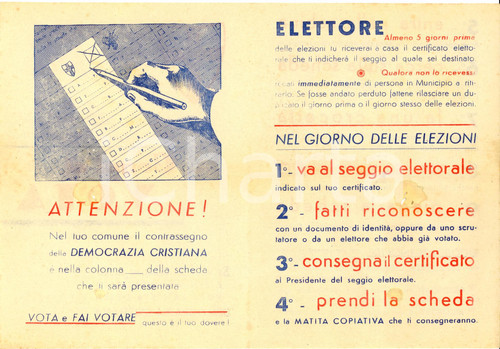 ATTENZIONE!
Nel tuo comune il contrassegno
della DEMOCRAZIA CRISTIANA
è nella colonna ___ della scheda
che ti sarà presentata
VOTA e FAI VOTARE questo è il tuo dovere!
ELETTORE Almeno 5 giorni prima
delle elezioni tu riceverai a casa il certificato eletto-
rale che ti indicherà il seggio al quale sei destinato.
Qualora non lo ricevessi
immediatamente di persona in Municipio a riti-
rarlo. Se fosse andato perduto fattene rilasciare un du-
plicato il giorno prima o il giorno stesso delle elezioni.
NEL GIORNO DELLE ELEZIONI
1° - va al seggio elettorale
indicato sul tuo certificato.
2° - fatti riconoscere
con un documento di identità, oppure da uno scru-
tatore o da un elettore che abbia già votato.
3° - consegna il certificato
al Presidente del seggio elettorale.
4° - prendi la scheda
e la MATITA COPIATIVA che ti consegneranno.